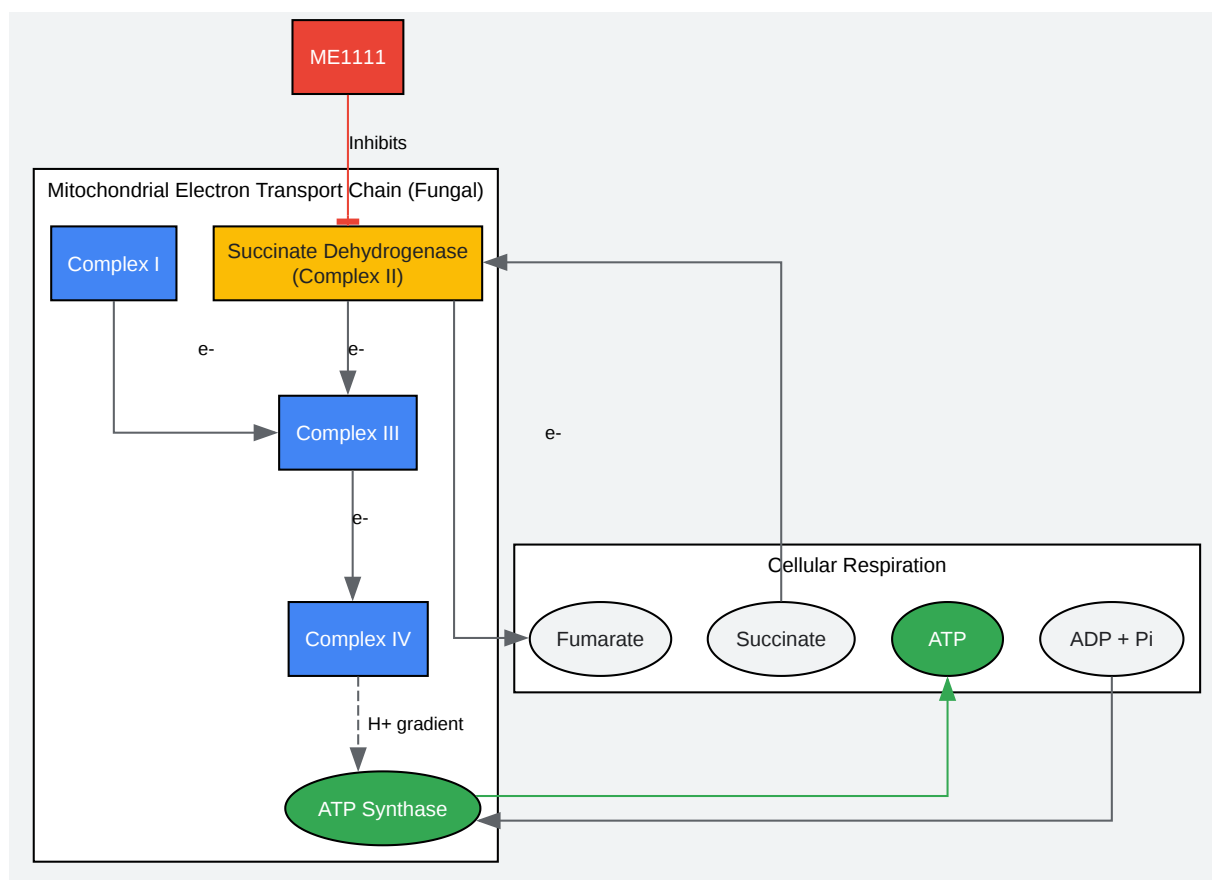 ME1111
Inhibits
Mitochondrial Electron Transport Chain (Fungal)
Complex I
Succinate Dehydrogenase
(Complex II)
e-
e-
Complex III
e-
e-
Cellular Respiration
Complex IV
Fumarate
Succinate
ATP
ADP + Pi
H+ gradient
ATP Synthase